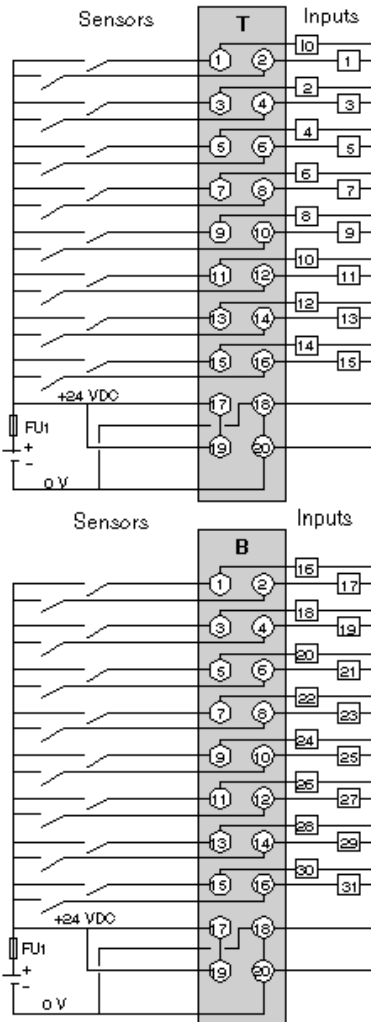 Sensors T Inputs
I0
1 2 1
2
3 4 3
4
5 6 5
6
7 8 7
8
9 10 9
10
11 12 11
12
13 14 13
14
15 16 15
+24 VDC 17 18
FU1
+ 19 20
-
0 V
Sensors Inputs
B
16
1 2 17
18
3 4 19
20
5 6 21
22
7 8 23
24
9 10 25
26
11 12 27
28
13 14 29
30
15 16 31
+24 VDC 17 18
FU1
+ 19 20
-
0 V